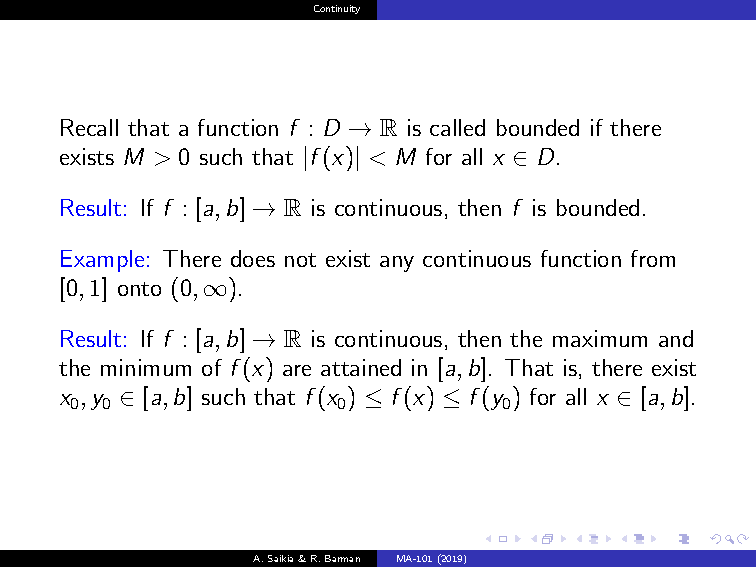 Continuity
Recall that a function f : D → ℝ is called bounded if there
exists M > 0 such that |f(x)| < M for all x ∈ D.
Result: If f : [a, b] → ℝ is continuous, then f is bounded.
Example: There does not exist any continuous function from
[0, 1] onto (0, ∞).
Result: If f : [a, b] → ℝ is continuous, then the maximum and
the minimum of f(x) are attained in [a, b]. That is, there exist
x₀, y₀ ∈ [a, b] such that f(x₀) ≤ f(x) ≤ f(y₀) for all x ∈ [a, b].
A. Saikia & R. Barman MA-101 (2019)